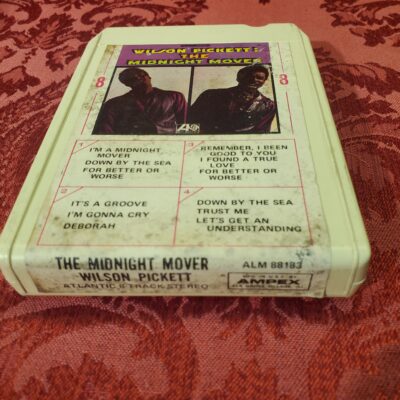 WILSON PICKETT:
THE
MIDNIGHT MOVER
8
8
1
I'M A MIDNIGHT
MOVER
DOWN BY THE SEA
FOR BETTER OR
WORSE
2
IT'S A GROOVE
I'M GONNA CRY
DEBORAH
3
REMEMBER, I BEEN
GOOD TO YOU
I FOUND A TRUE
LOVE
FOR BETTER OR
WORSE
4
DOWN BY THE SEA
TRUST ME
LET'S GET AN
UNDERSTANDING
THE MIDNIGHT MOVER
WILSON PICKETT
ATLANTIC 8 TRACK STEREO
ALM 88183
AMPEX